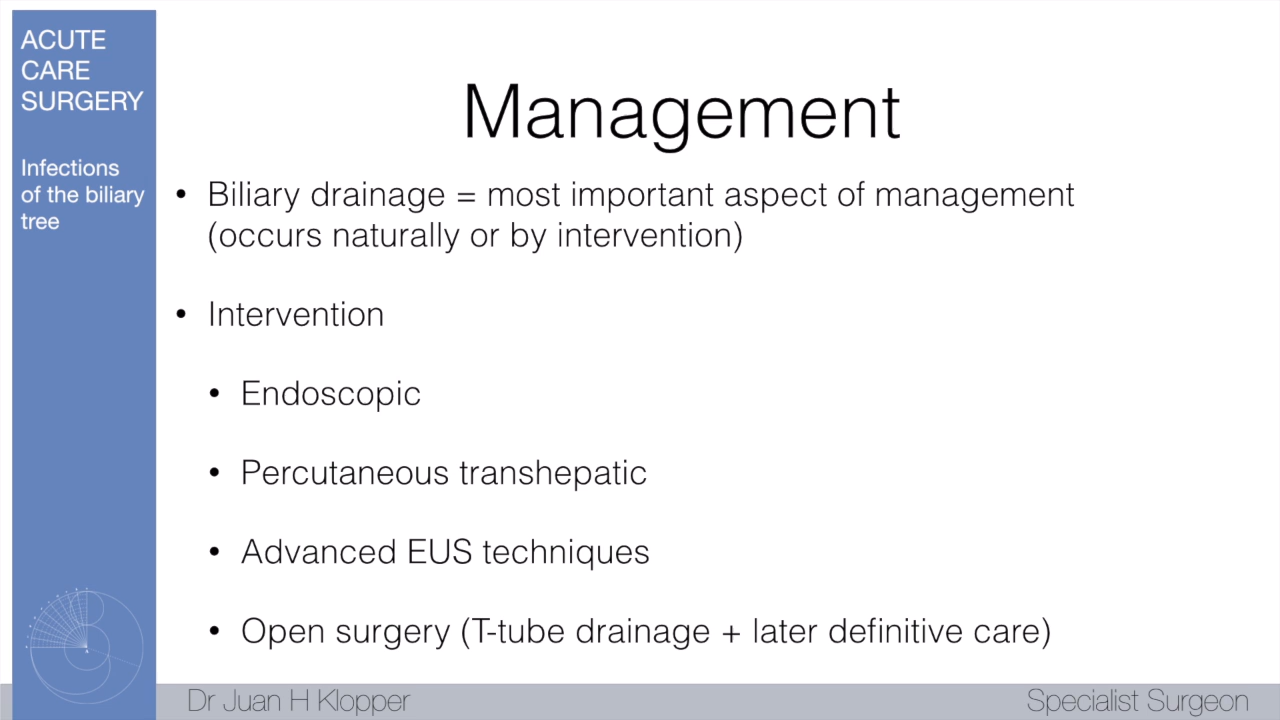 ACUTE
CARE
SURGERY
Infections
of the biliary
tree
Management
• Biliary drainage = most important aspect of management
(occurs naturally or by intervention)
• Intervention
• Endoscopic
• Percutaneous transhepatic
• Advanced EUS techniques
• Open surgery (T-tube drainage + later definitive care)
Dr Juan H Klopper
Specialist Surgeon